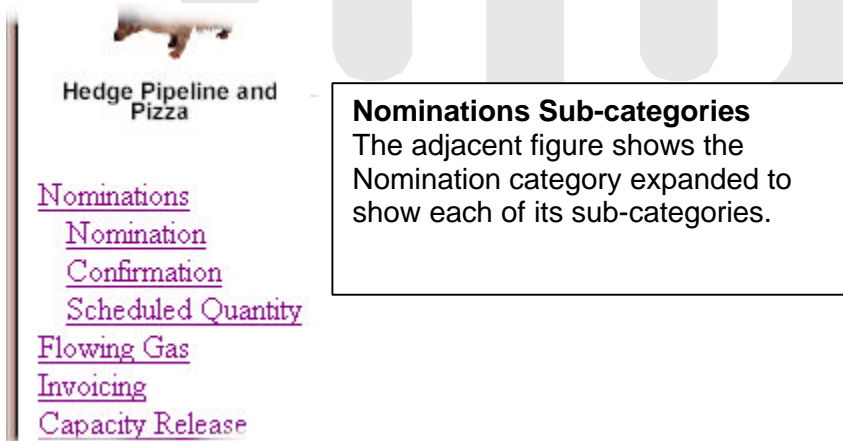 Hedge Pipeline and
Pizza
Nominations Sub-categories
The adjacent figure shows the
Nomination category expanded to
show each of its sub-categories.
Nominations
Nomination
Confirmation
Scheduled Quantity
Flowing Gas
Invoicing
Capacity Release